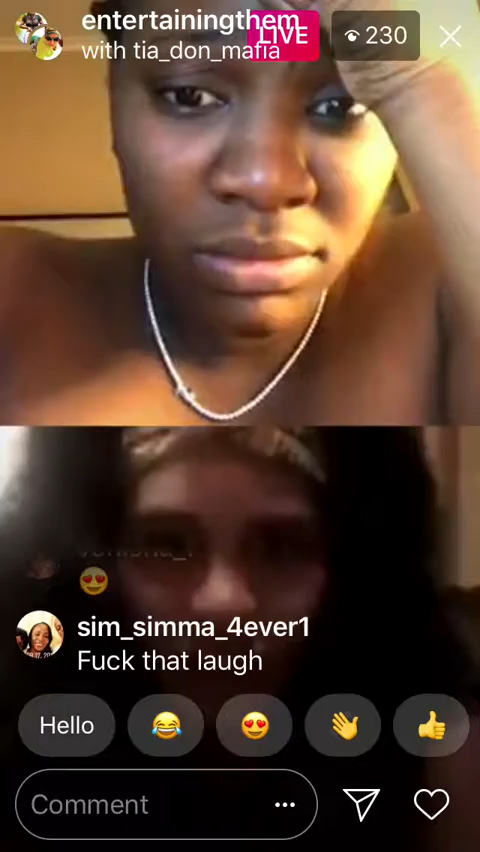 entertainingthem
LIVE
230
with tia_don_mafia
😍
sim_simma_4ever1
Fuck that laugh
Hello
😂
😍
👋
👍
Comment